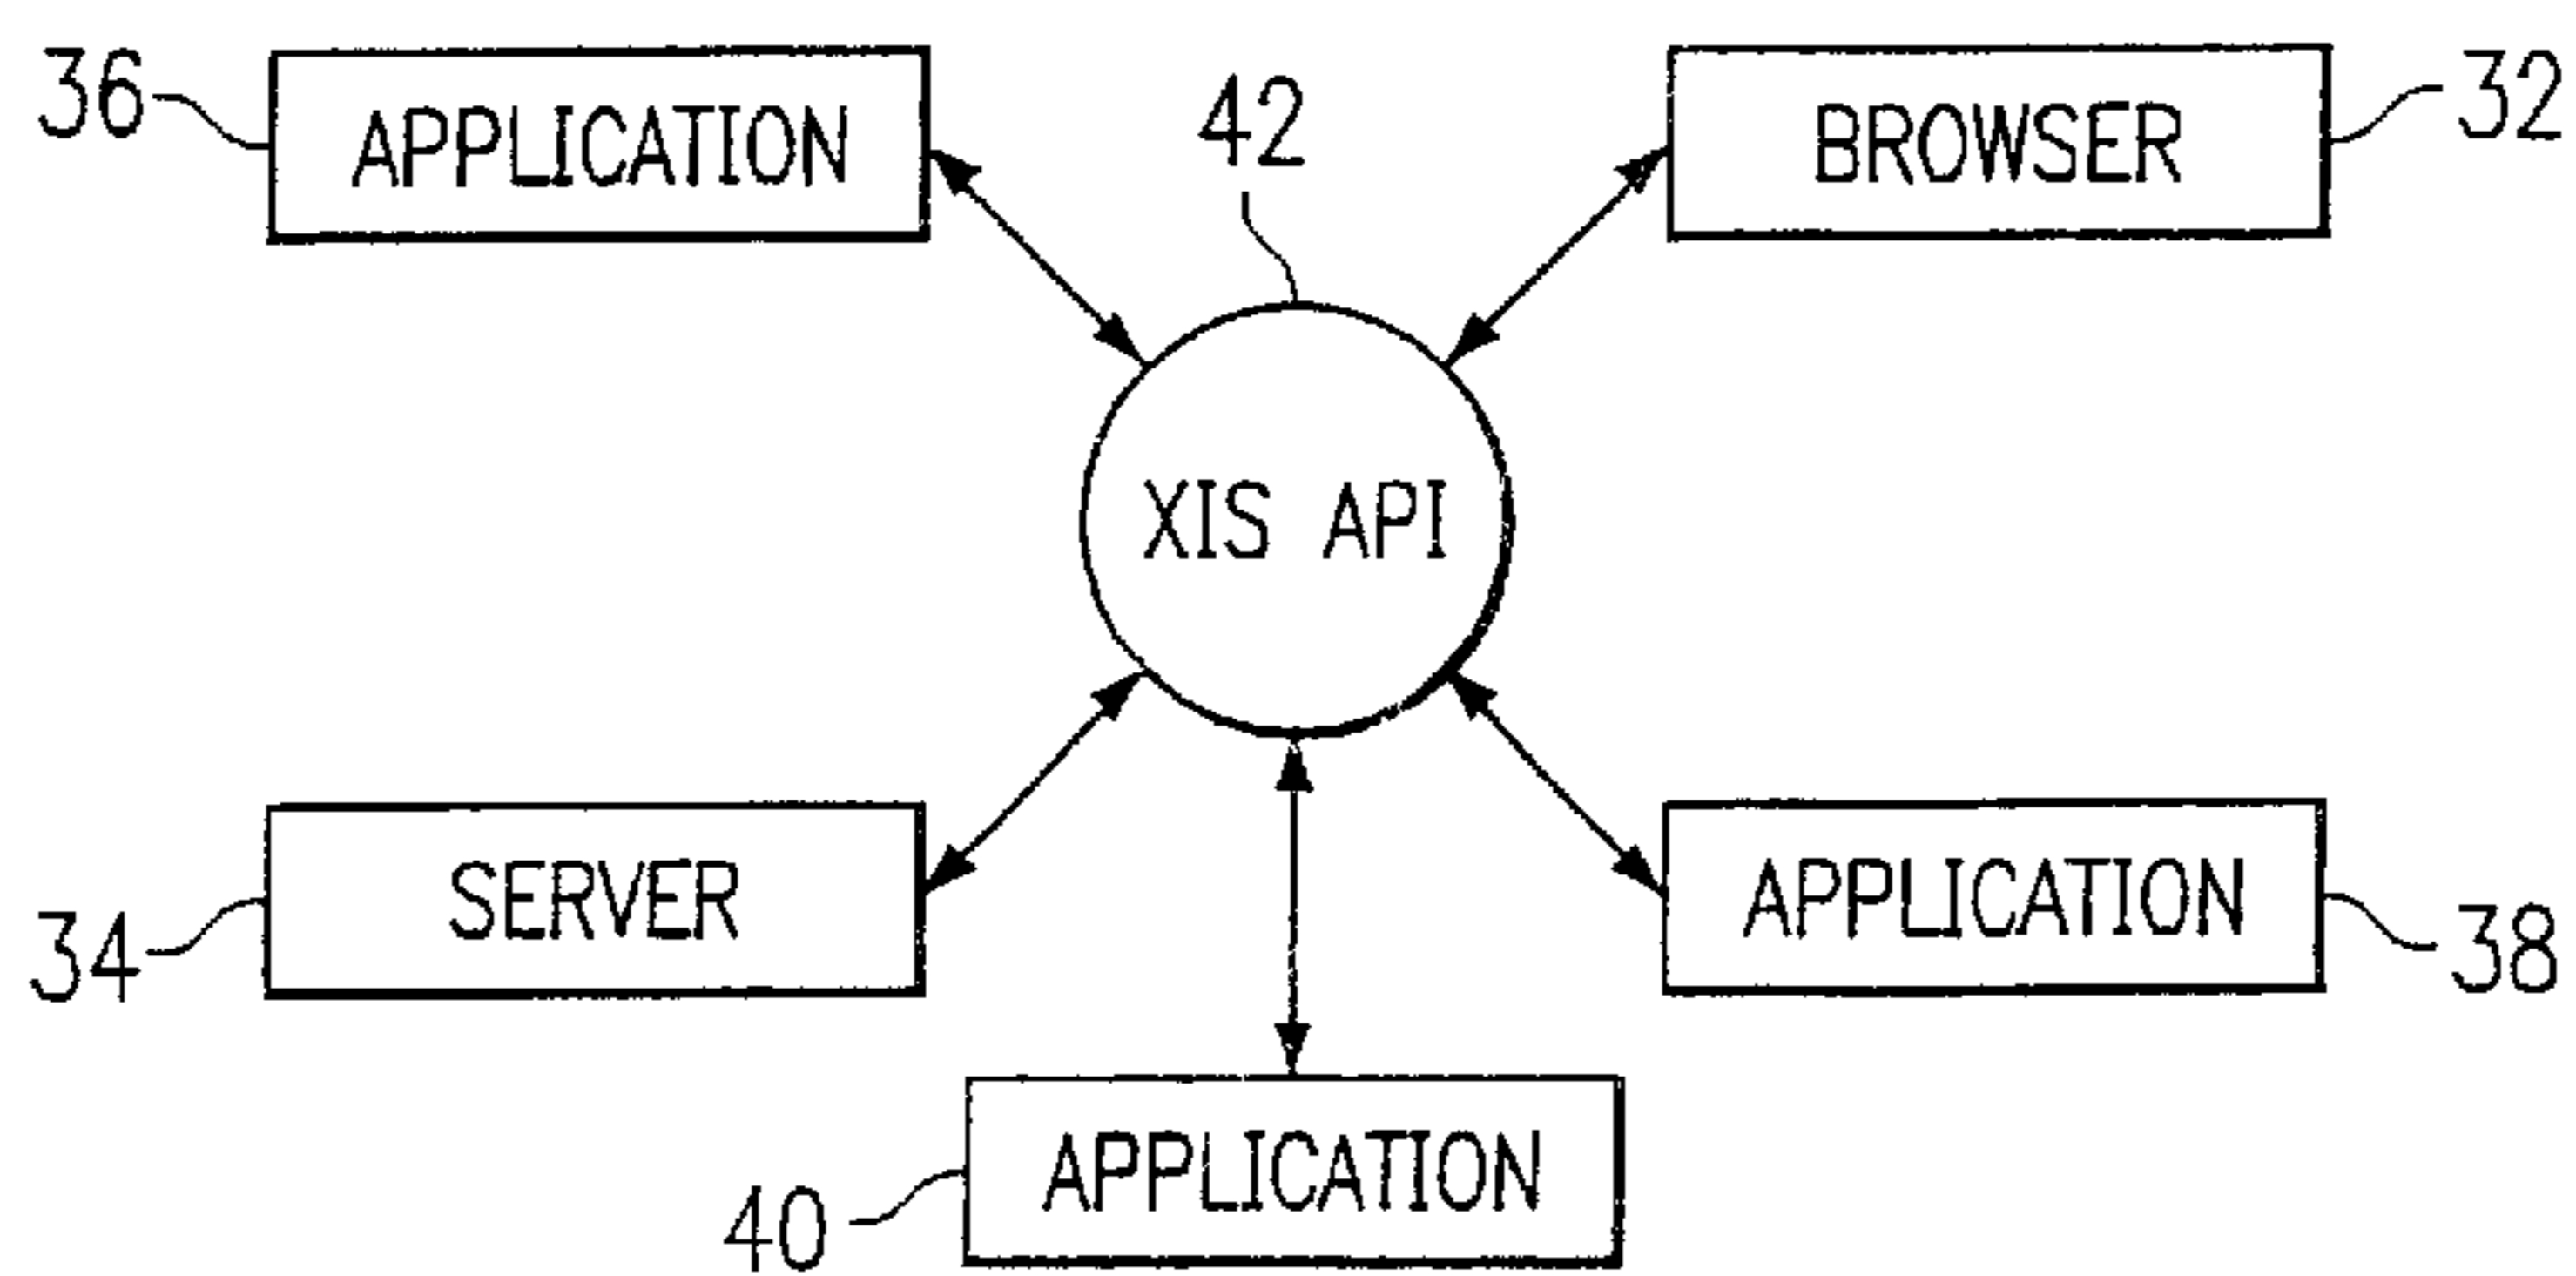 36
APPLICATION
42
BROWSER
32
XIS API
34
SERVER
APPLICATION
38
40
APPLICATION